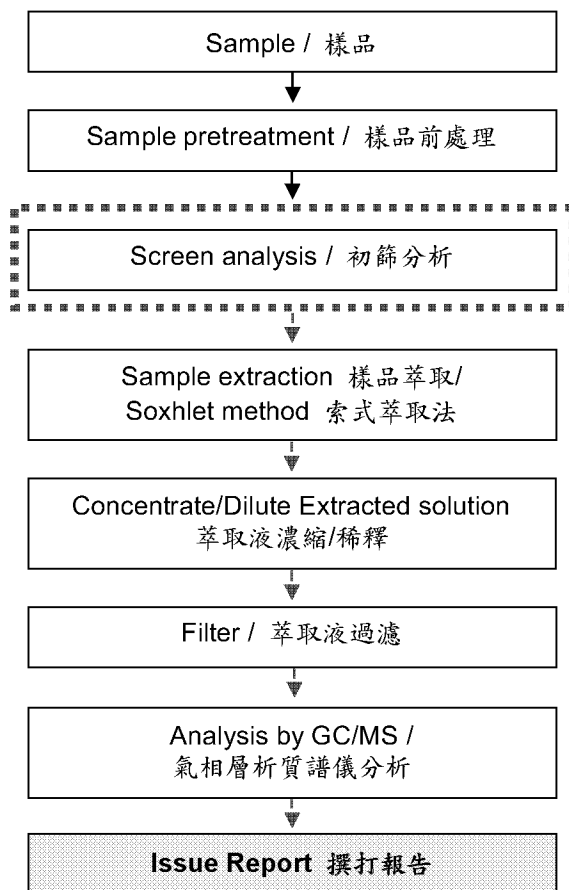 Sample / 樣品
Sample pretreatment / 樣品前處理
Screen analysis / 初篩分析
Sample extraction 樣品萃取/
Soxhlet method 索式萃取法
Concentrate/Dilute Extracted solution
萃取液濃縮/稀釋
Filter / 萃取液過濾
Analysis by GC/MS /
氣相層析質譜儀分析
Issue Report 撰打報告